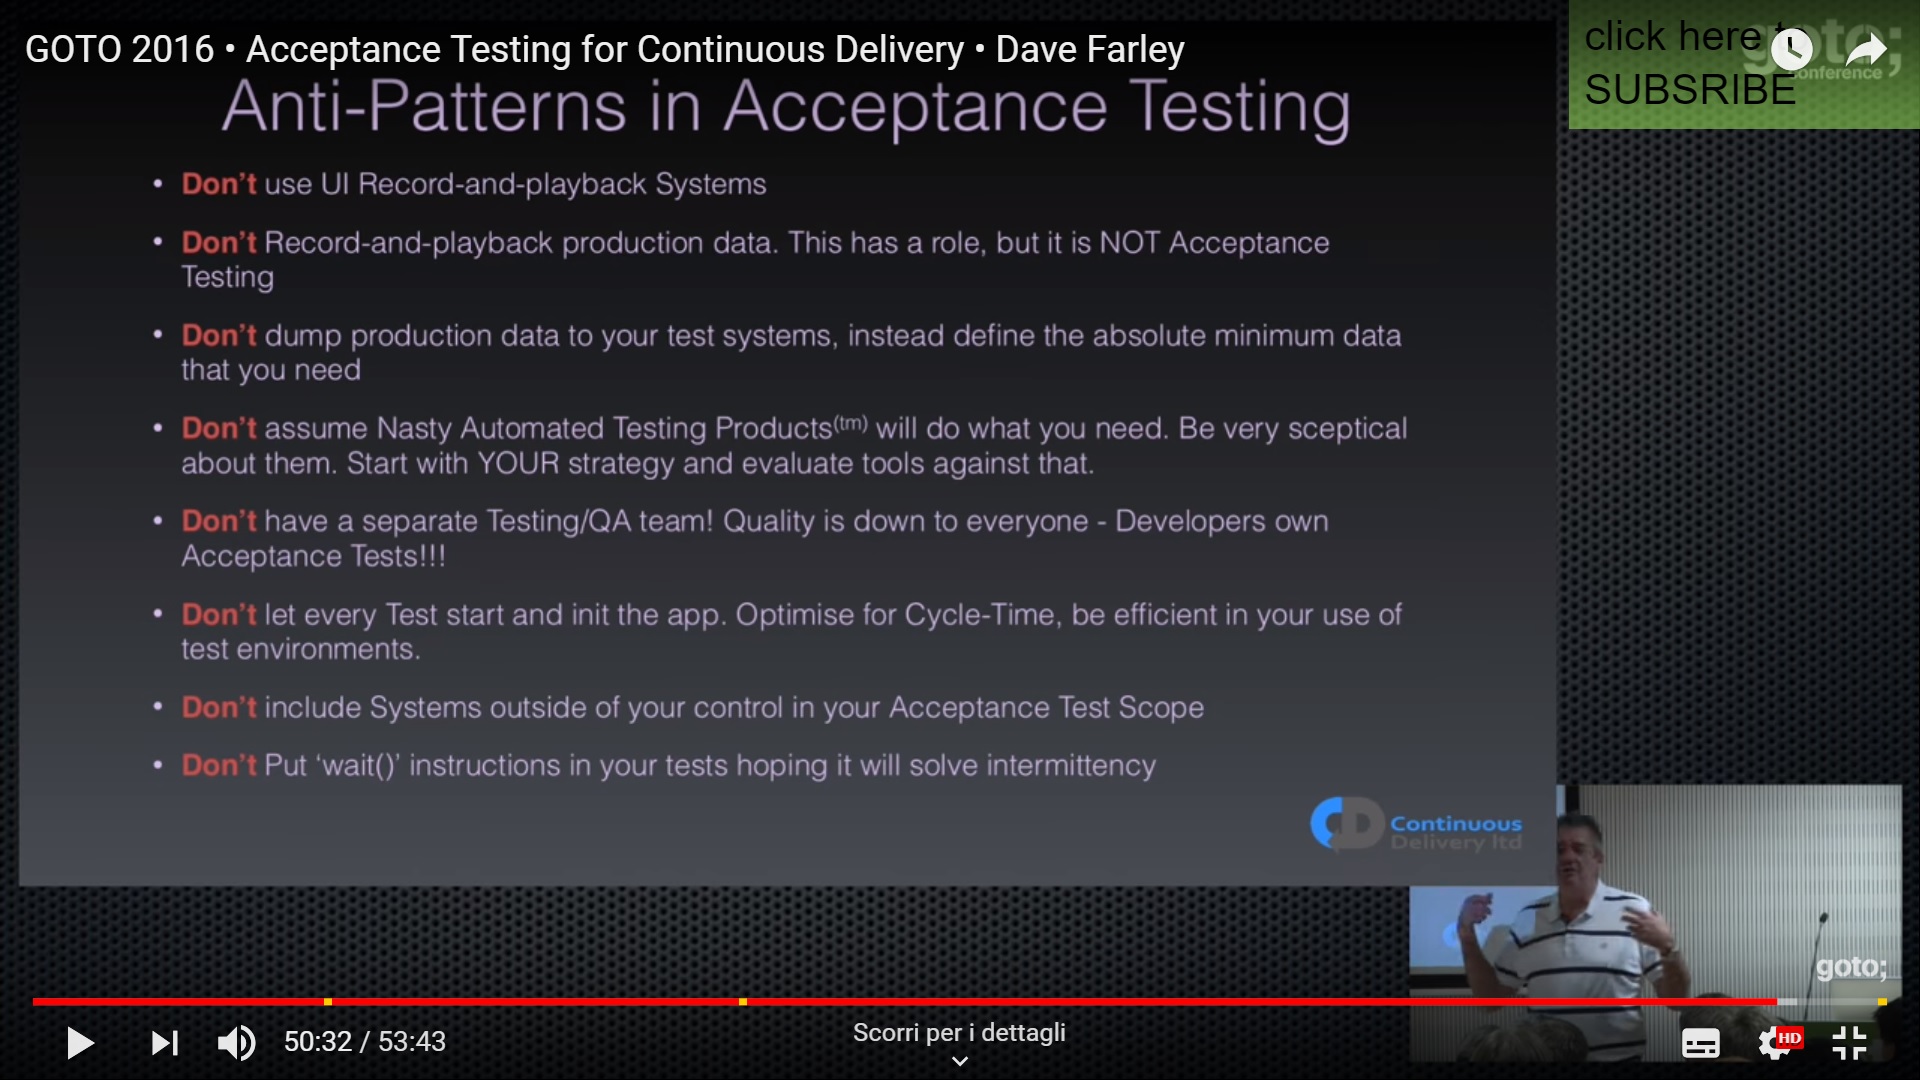 GOTO 2016 • Acceptance Testing for Continuous Delivery • Dave Farley
click here
SUBSRIBE
goto;
conference
Anti-Patterns in Acceptance Testing
• Don't use UI Record-and-playback Systems
• Don't Record-and-playback production data. This has a role, but it is NOT Acceptance
Testing
• Don't dump production data to your test systems, instead define the absolute minimum data
that you need
• Don't assume Nasty Automated Testing Products(tm) will do what you need. Be very sceptical
about them. Start with YOUR strategy and evaluate tools against that.
• Don't have a separate Testing/QA team! Quality is down to everyone - Developers own
Acceptance Tests!!!
• Don't let every Test start and init the app. Optimise for Cycle-Time, be efficient in your use of
test environments.
• Don't include Systems outside of your control in your Acceptance Test Scope
• Don't Put ‘wait()’ instructions in your tests hoping it will solve intermittency
CD Continuous
Delivery ltd
goto;
50:32 / 53:43
Scorri per i dettagli
HD